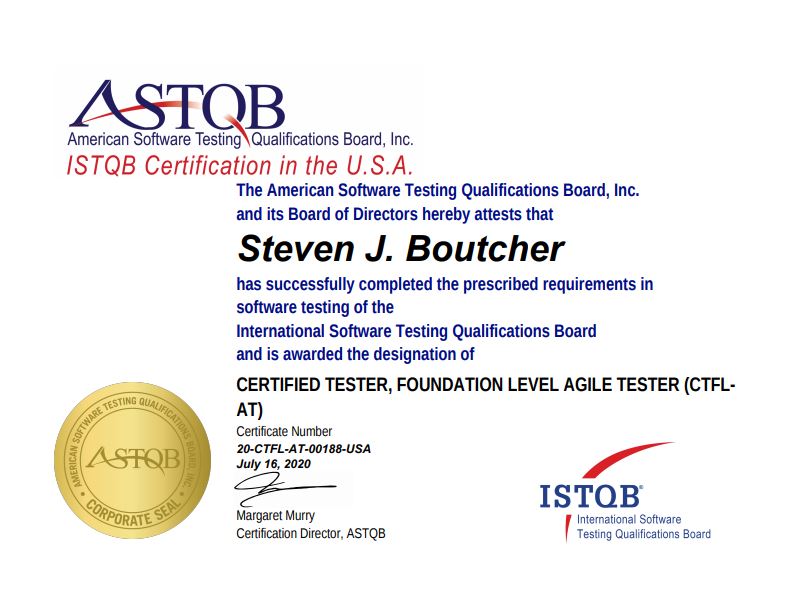 ASTQB
American Software Testing Qualifications Board, Inc.
ISTQB Certification in the U.S.A.
The American Software Testing Qualifications Board, Inc.
and its Board of Directors hereby attests that
Steven J. Boutcher
has successfully completed the prescribed requirements in
software testing of the
International Software Testing Qualifications Board
and is awarded the designation of
CERTIFIED TESTER, FOUNDATION LEVEL AGILE TESTER (CTFL-
AT)
Certificate Number
20-CTFL-AT-00188-USA
July 16, 2020
Margaret Murry
Certification Director, ASTQB
AMERICAN SOFTWARE TESTING QUALIFICATIONS BOARD, INC.
ASTQB
• CORPORATE SEAL •
ISTQB®
International Software
Testing Qualifications Board